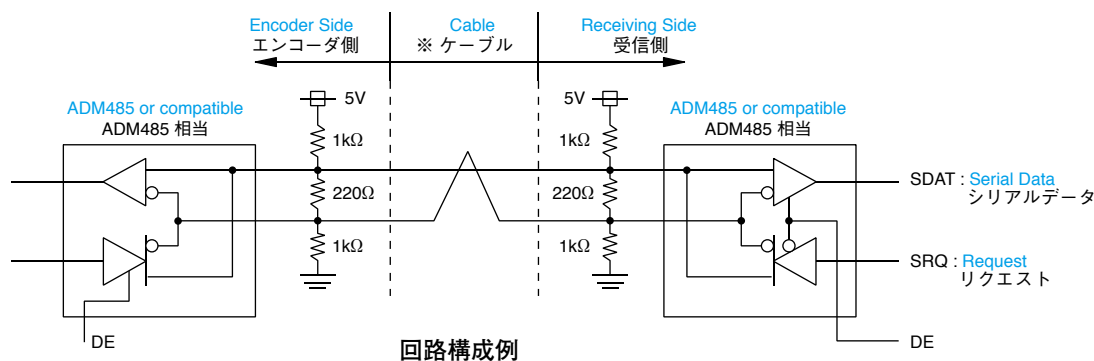 Encoder Side
エンコーダ側
Cable
※ ケーブル
Receiving Side
受信側
ADM485 or compatible
ADM485 相当
5V
1kΩ
220Ω
1kΩ
DE
5V
1kΩ
220Ω
1kΩ
ADM485 or compatible
ADM485 相当
SDAT : Serial Data
シリアルデータ
SRQ : Request
リクエスト
DE
回路構成例